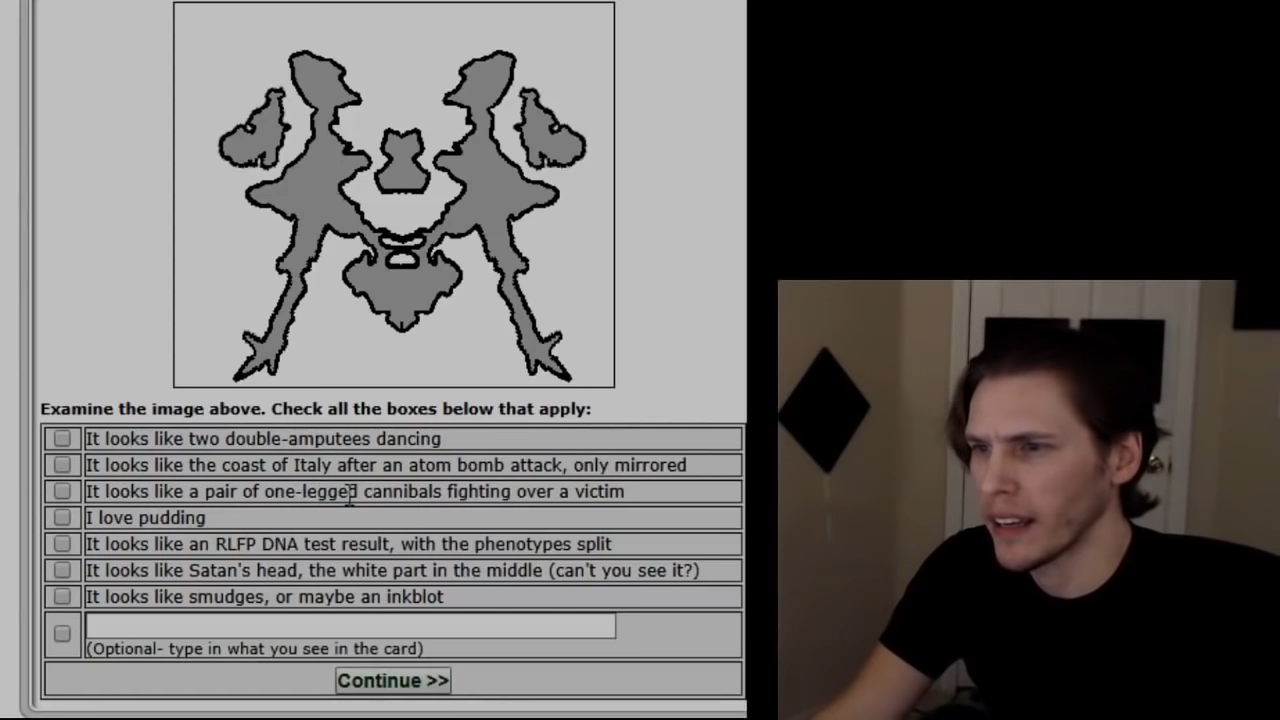 Examine the image above. Check all the boxes below that apply:
It looks like two double-amputees dancing
It looks like the coast of Italy after an atom bomb attack, only mirrored
It looks like a pair of one-legged cannibals fighting over a victim
I love pudding
It looks like an RLFP DNA test result, with the phenotypes split
It looks like Satan's head, the white part in the middle (can't you see it?)
It looks like smudges, or maybe an inkblot
(Optional- type in what you see in the card)
Continue >>